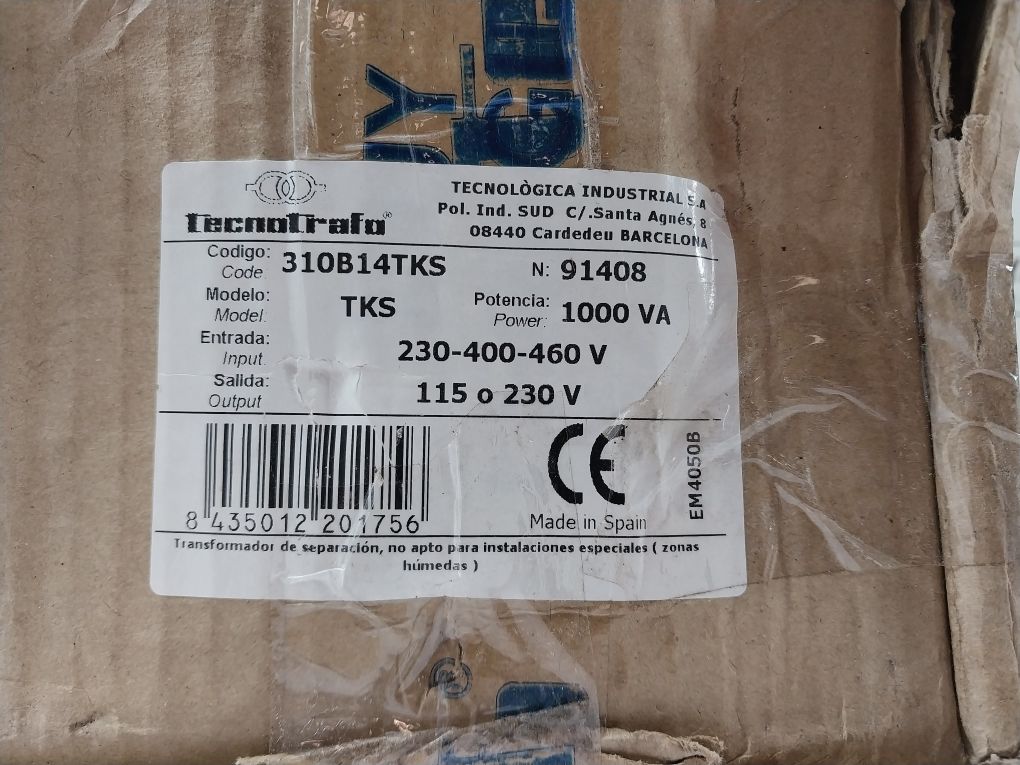 TecnoTrafo®
TECNOLÒGICA INDUSTRIAL S.A
Pol. Ind. SUD C/.Santa Agnés, 8
08440 Cardedeu BARCELONA
Codigo: 310B14TKS N: 91408
Code
Modelo: TKS Potencia: 1000 VA
Model: Power:
Entrada: 230-400-460 V
Input
Salida: 115 o 230 V
Output
CE
EM4050B
8 435012 201756
Made in Spain
Transformador de separación, no apto para instalaciones especiales ( zonas
húmedas )